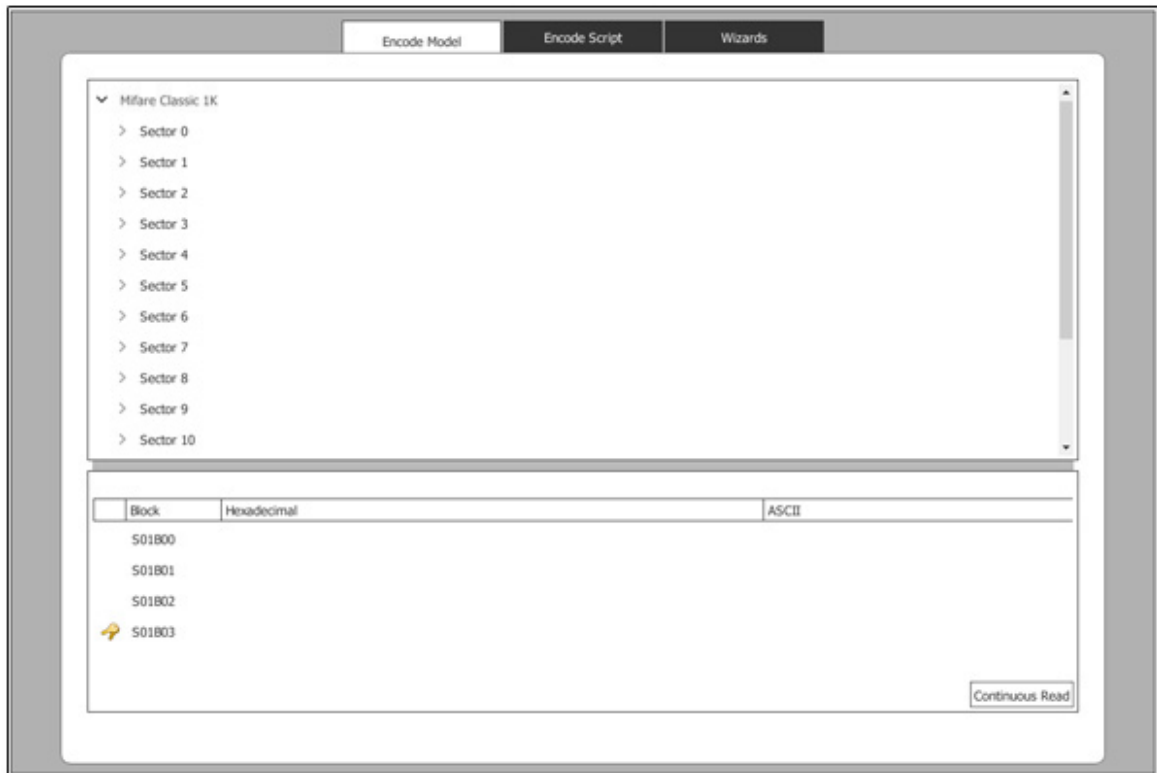 Encode Model Encode Script Wizards
Mifare Classic 1K
Sector 0
Sector 1
Sector 2
Sector 3
Sector 4
Sector 5
Sector 6
Sector 7
Sector 8
Sector 9
Sector 10
Block Hexadecimal ASCII
S01B00
S01B01
S01B02
S01B03
Continuous Read